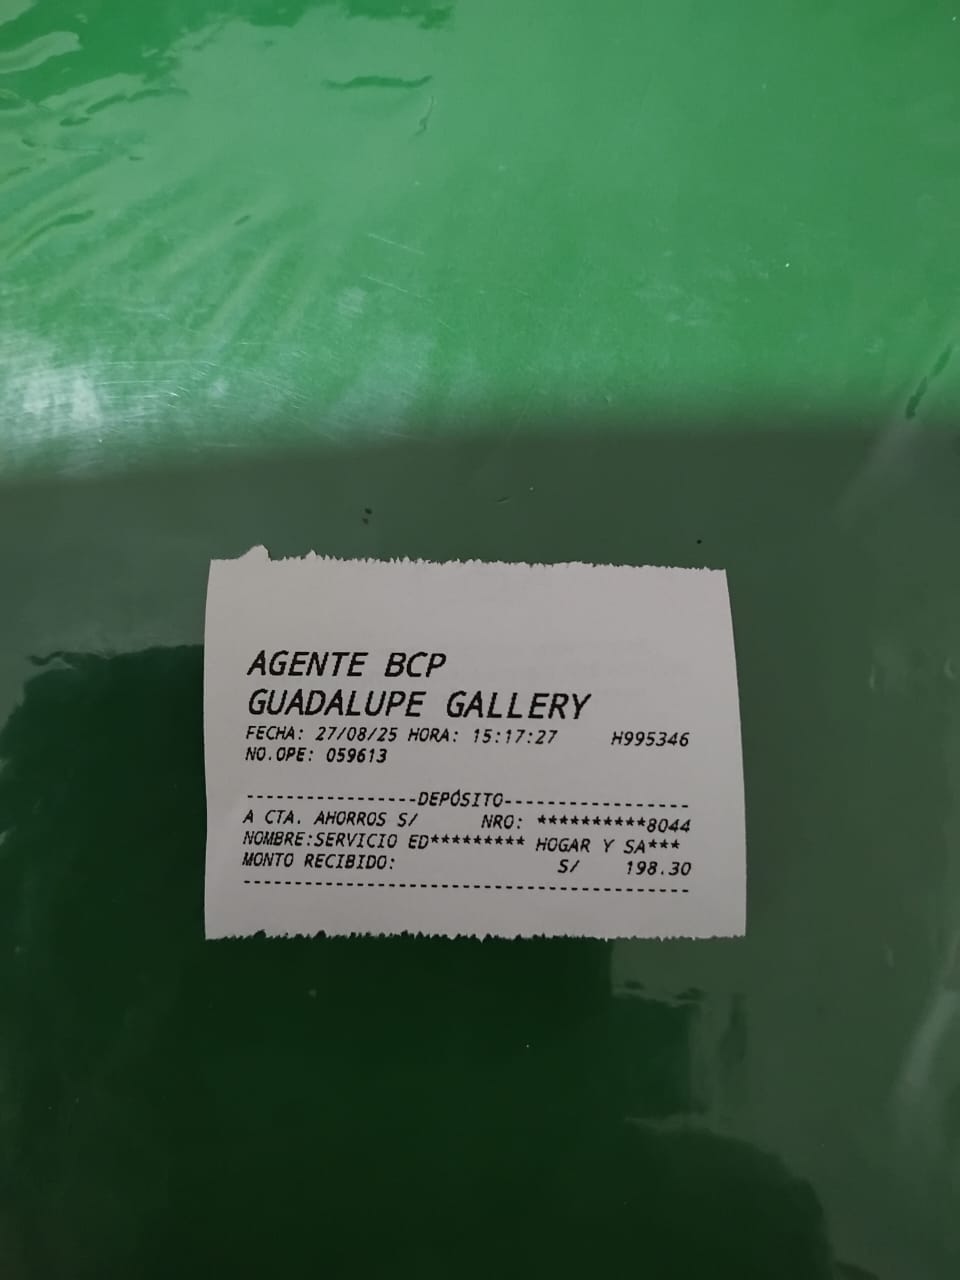 AGENTE BCP
GUADALUPE GALLERY
FECHA: 27/08/25 HORA: 15:17:27 H995346
NO.OPE: 059613
-----------------DEPÓSITO----------------
A CTA. AHORROS S/ NRO: **********8044
NOMBRE:SERVICIO ED********* HOGAR Y SA***
MONTO RECIBIDO: S/ 198.30
-----------------------------------------